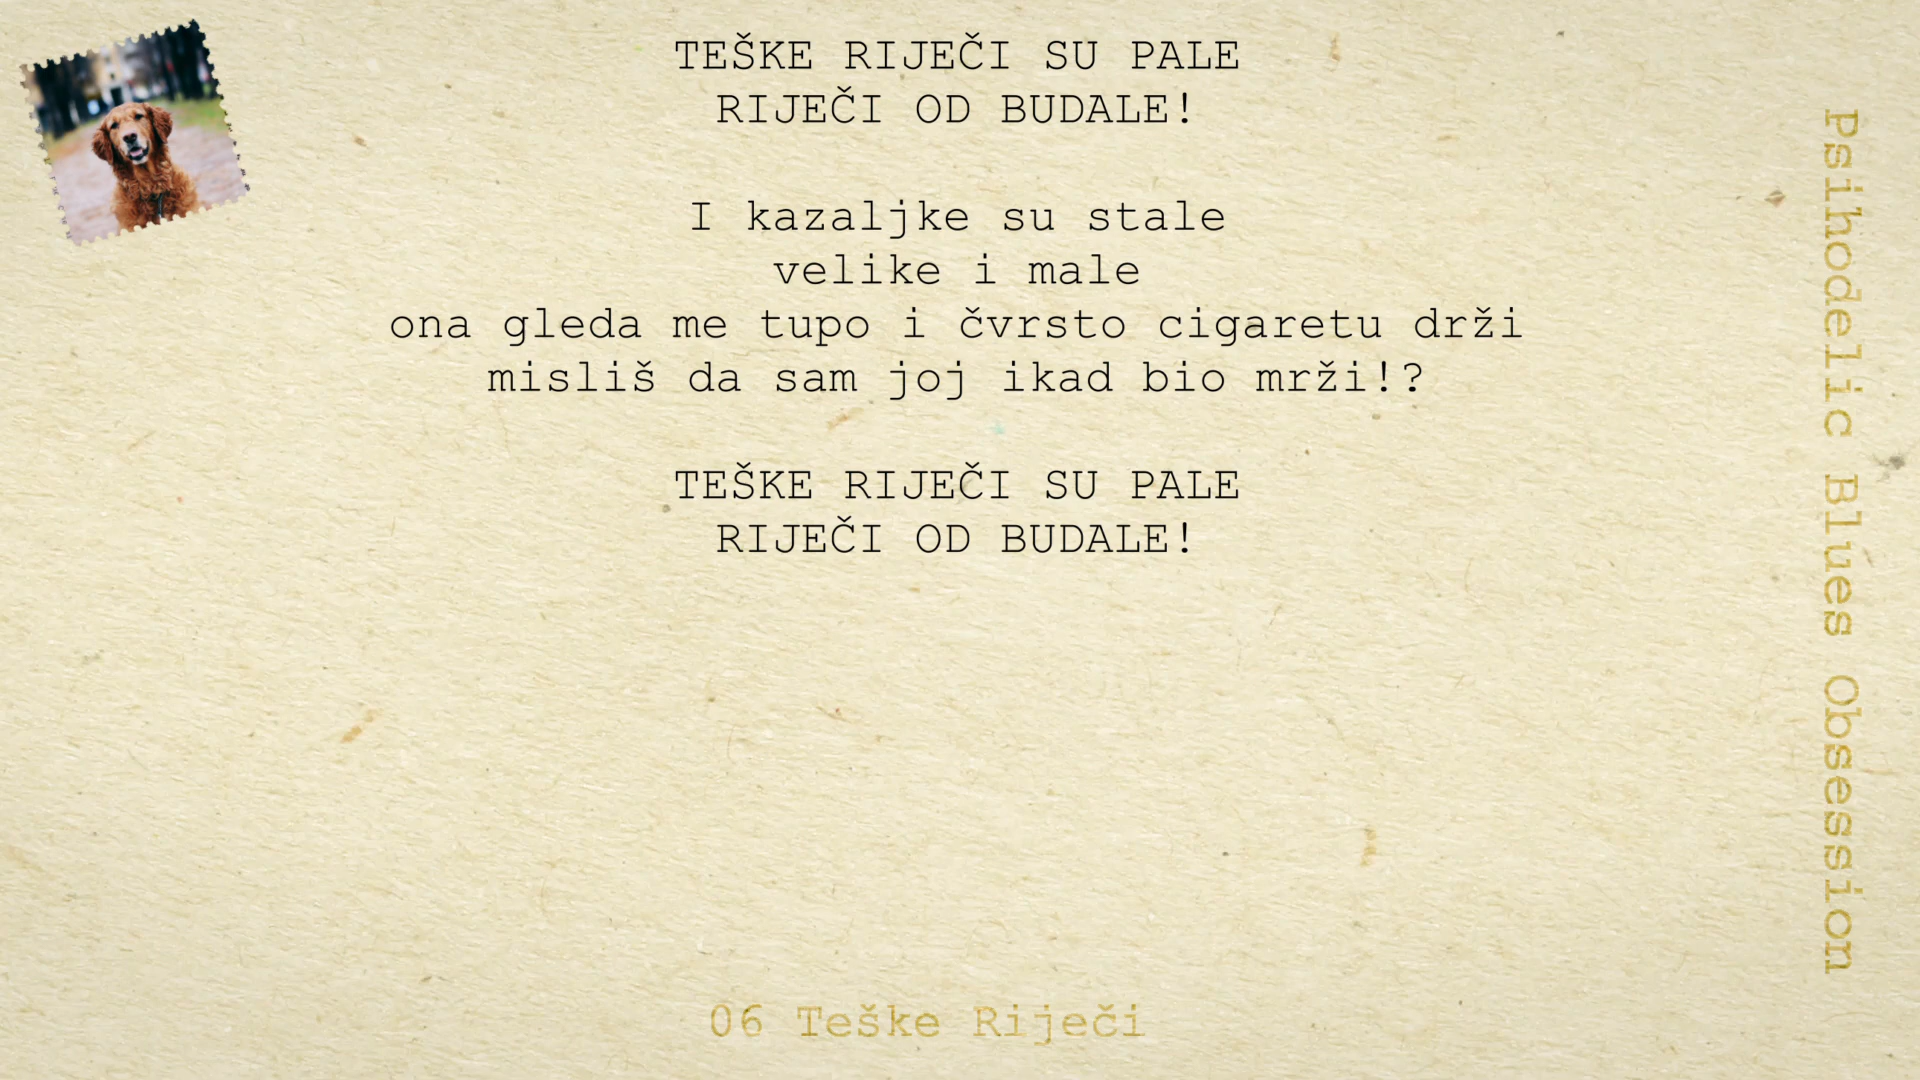 TEŠKE RIJEČI SU PALE
RIJEČI OD BUDALE!
I kazaljke su stale
velike i male
ona gleda me tupo i čvrsto cigaretu drži
misliš da sam joj ikad bio mrži!?
TEŠKE RIJEČI SU PALE
RIJEČI OD BUDALE!
Psihodelic Blues Obsession
06 Teške Riječi